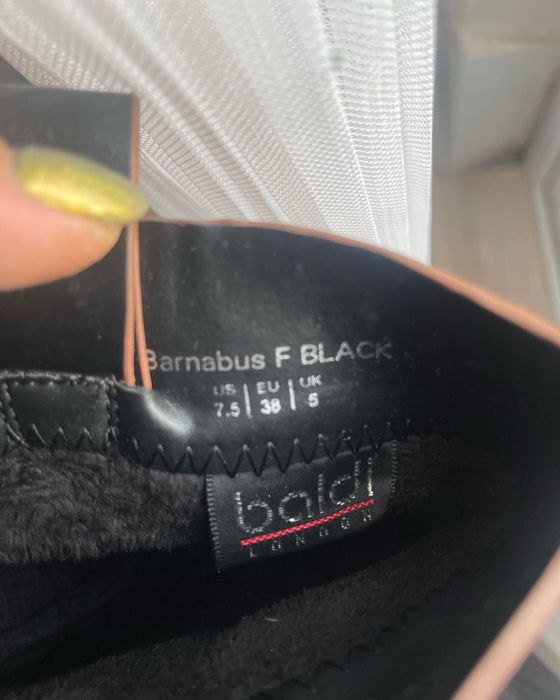 Barnabus F BLACK
US | EU | UK
7.5 | 38 | 5
baldi
LONDON